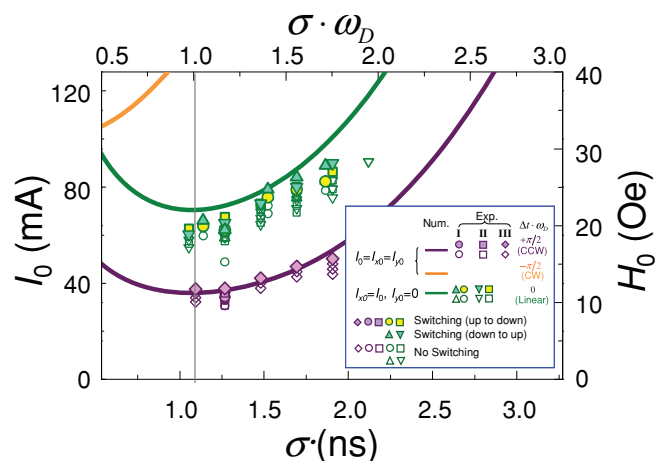 σ · ω_D
0.5 1.0 1.5 2.0 2.5 3.0
I_0 (mA)
120
80
40
0
H_0 (Oe)
40
30
20
10
0
Num. Exp. Δt · ω_D
I II III
I_0=I_x0=I_y0
+π/2 (CCW)
−π/2 (CW)
I_x0=I_0, I_y0=0
0 (Linear)
Switching (up to down)
Switching (down to up)
No Switching
1.0 1.5 2.0 2.5 3.0
σ·(ns)